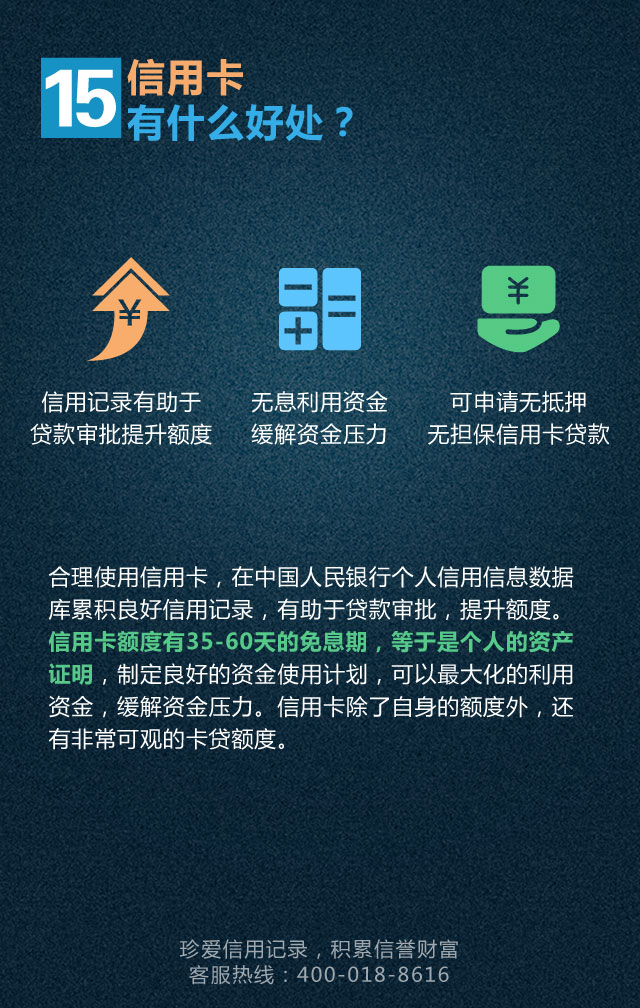 15 信用卡
有什么好处？
¥
¥
信用记录有助于
贷款审批提升额度
无息利用资金
缓解资金压力
可申请无抵押
无担保信用卡贷款
合理使用信用卡，在中国人民银行个人信用信息数据
库累积良好信用记录，有助于贷款审批，提升额度。
信用卡额度有35-60天的免息期，等于是个人的资产
证明，制定良好的资金使用计划，可以最大化的利用
资金，缓解资金压力。信用卡除了自身的额度外，还
有非常可观的卡贷额度。
珍爱信用记录，积累信誉财富
客服热线：400-018-8616